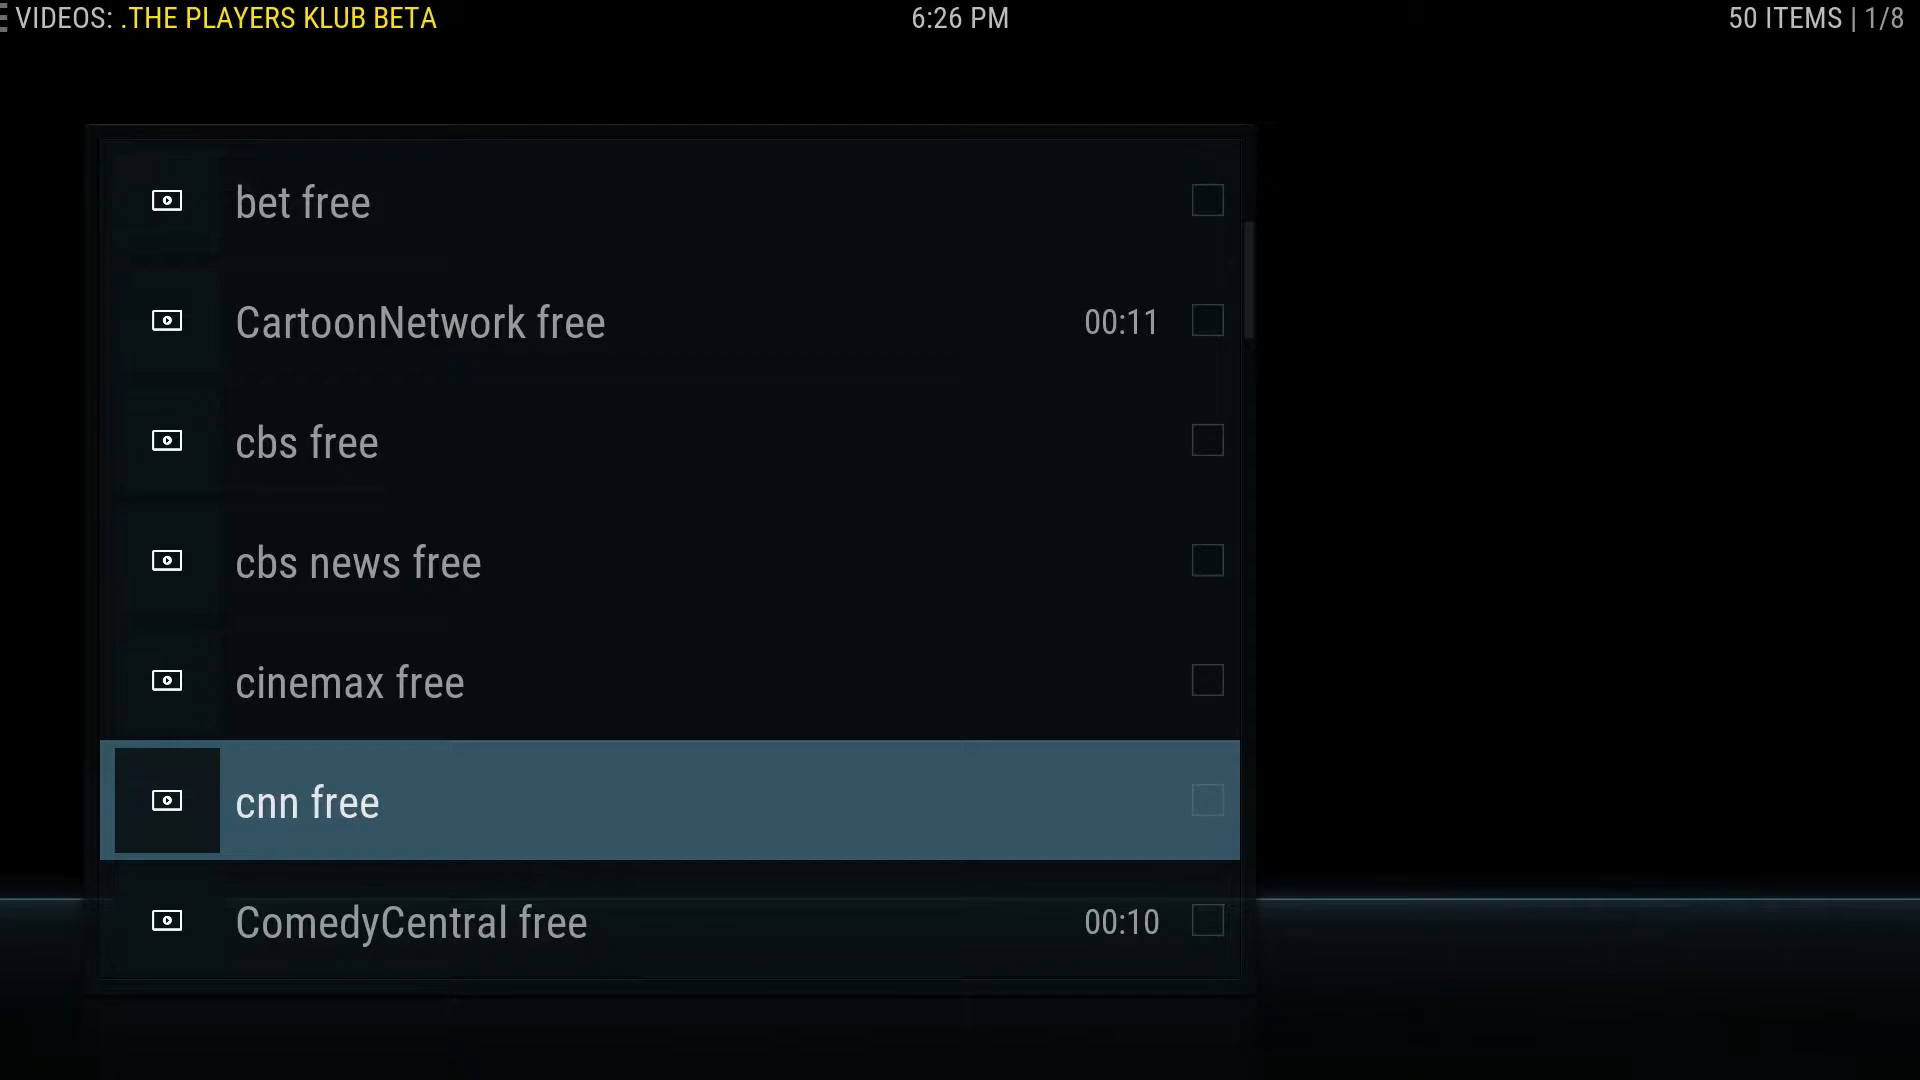 VIDEOS: .THE PLAYERS KLUB BETA
6:26 PM
50 ITEMS | 1/8
bet free
CartoonNetwork free 00:11
cbs free
cbs news free
cinemax free
cnn free
ComedyCentral free 00:10